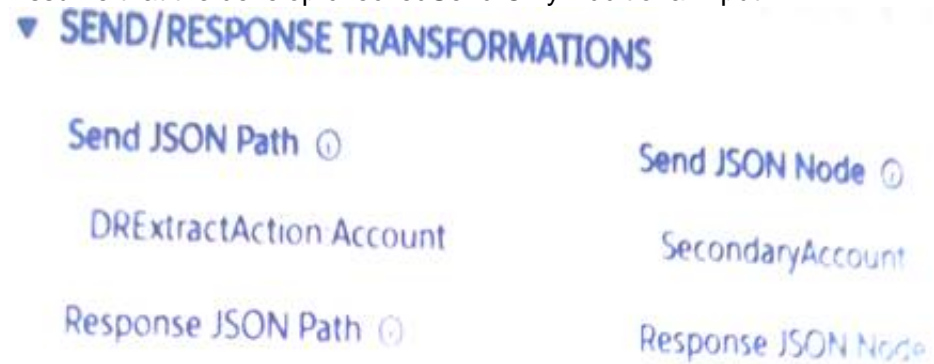 SEND/RESPONSE TRANSFORMATIONS
Send JSON Path
Send JSON Node
DRExtractAction:Account
SecondaryAccount
Response JSON Path
Response JSON Node